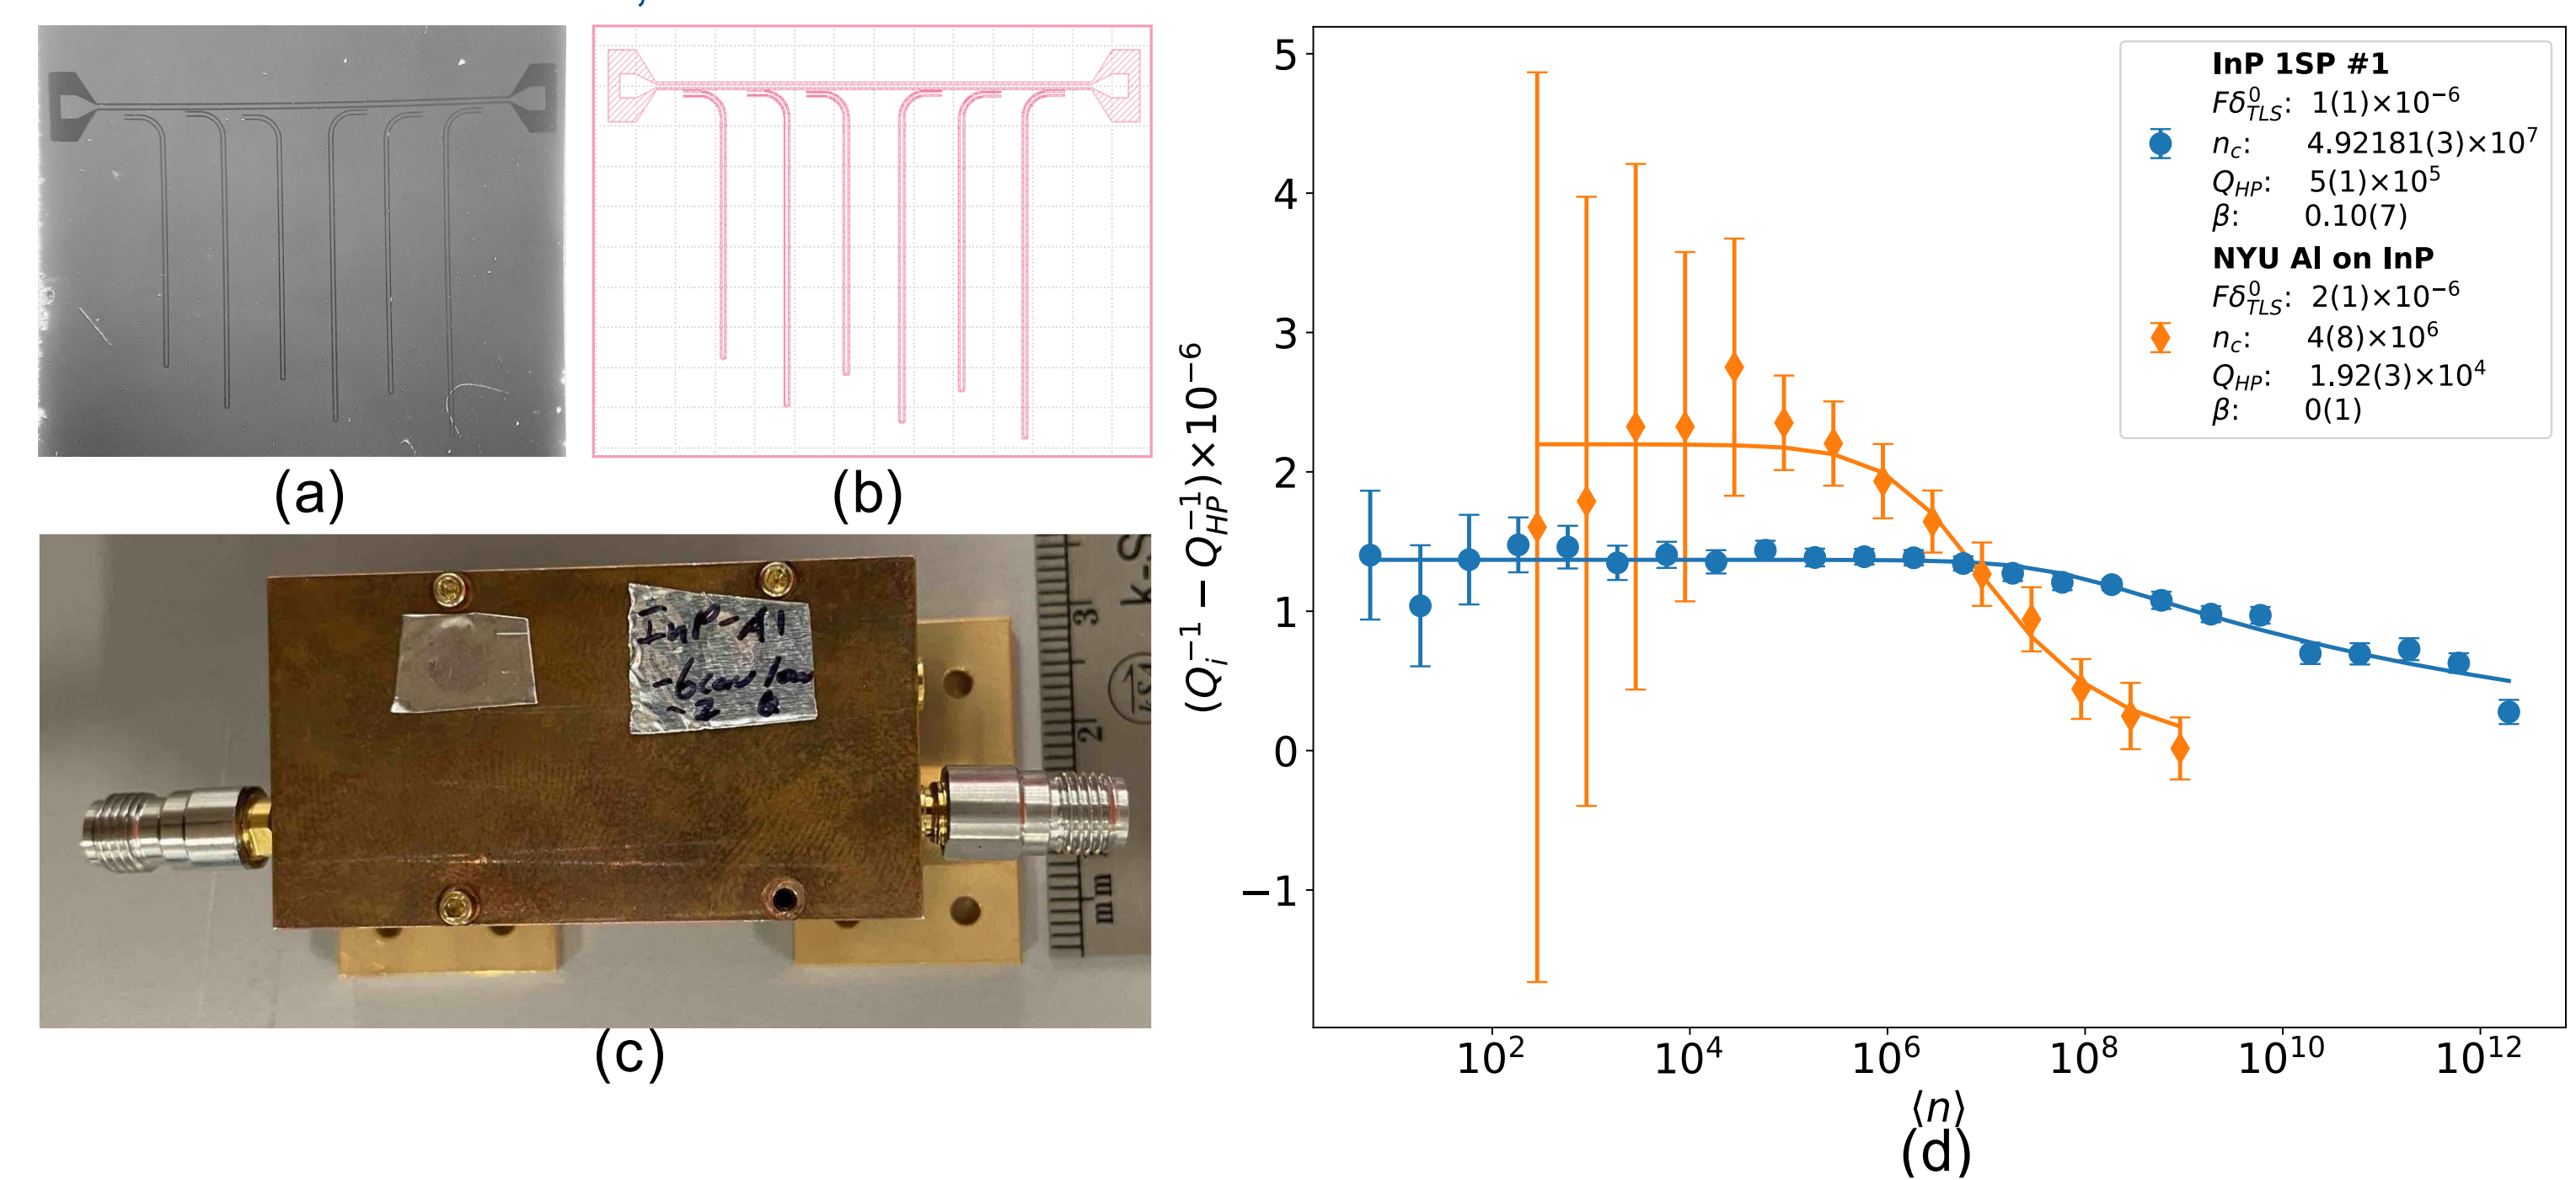 (a)
(b)
InP-Al
3
2
mm
k-S
(c)
(Q_i^{-1} − Q_{HP}^{-1})×10^{−6}
5
4
3
2
1
0
−1
10^2
10^4
10^6
10^8
10^{10}
10^{12}
⟨n⟩
(d)
InP 1SP #1
Fδ^0_{TLS}: 1(1)×10^{−6}
n_c: 4.92181(3)×10^7
Q_{HP}: 5(1)×10^5
β: 0.10(7)
NYU Al on InP
Fδ^0_{TLS}: 2(1)×10^{−6}
n_c: 4(8)×10^6
Q_{HP}: 1.92(3)×10^4
β: 0(1)